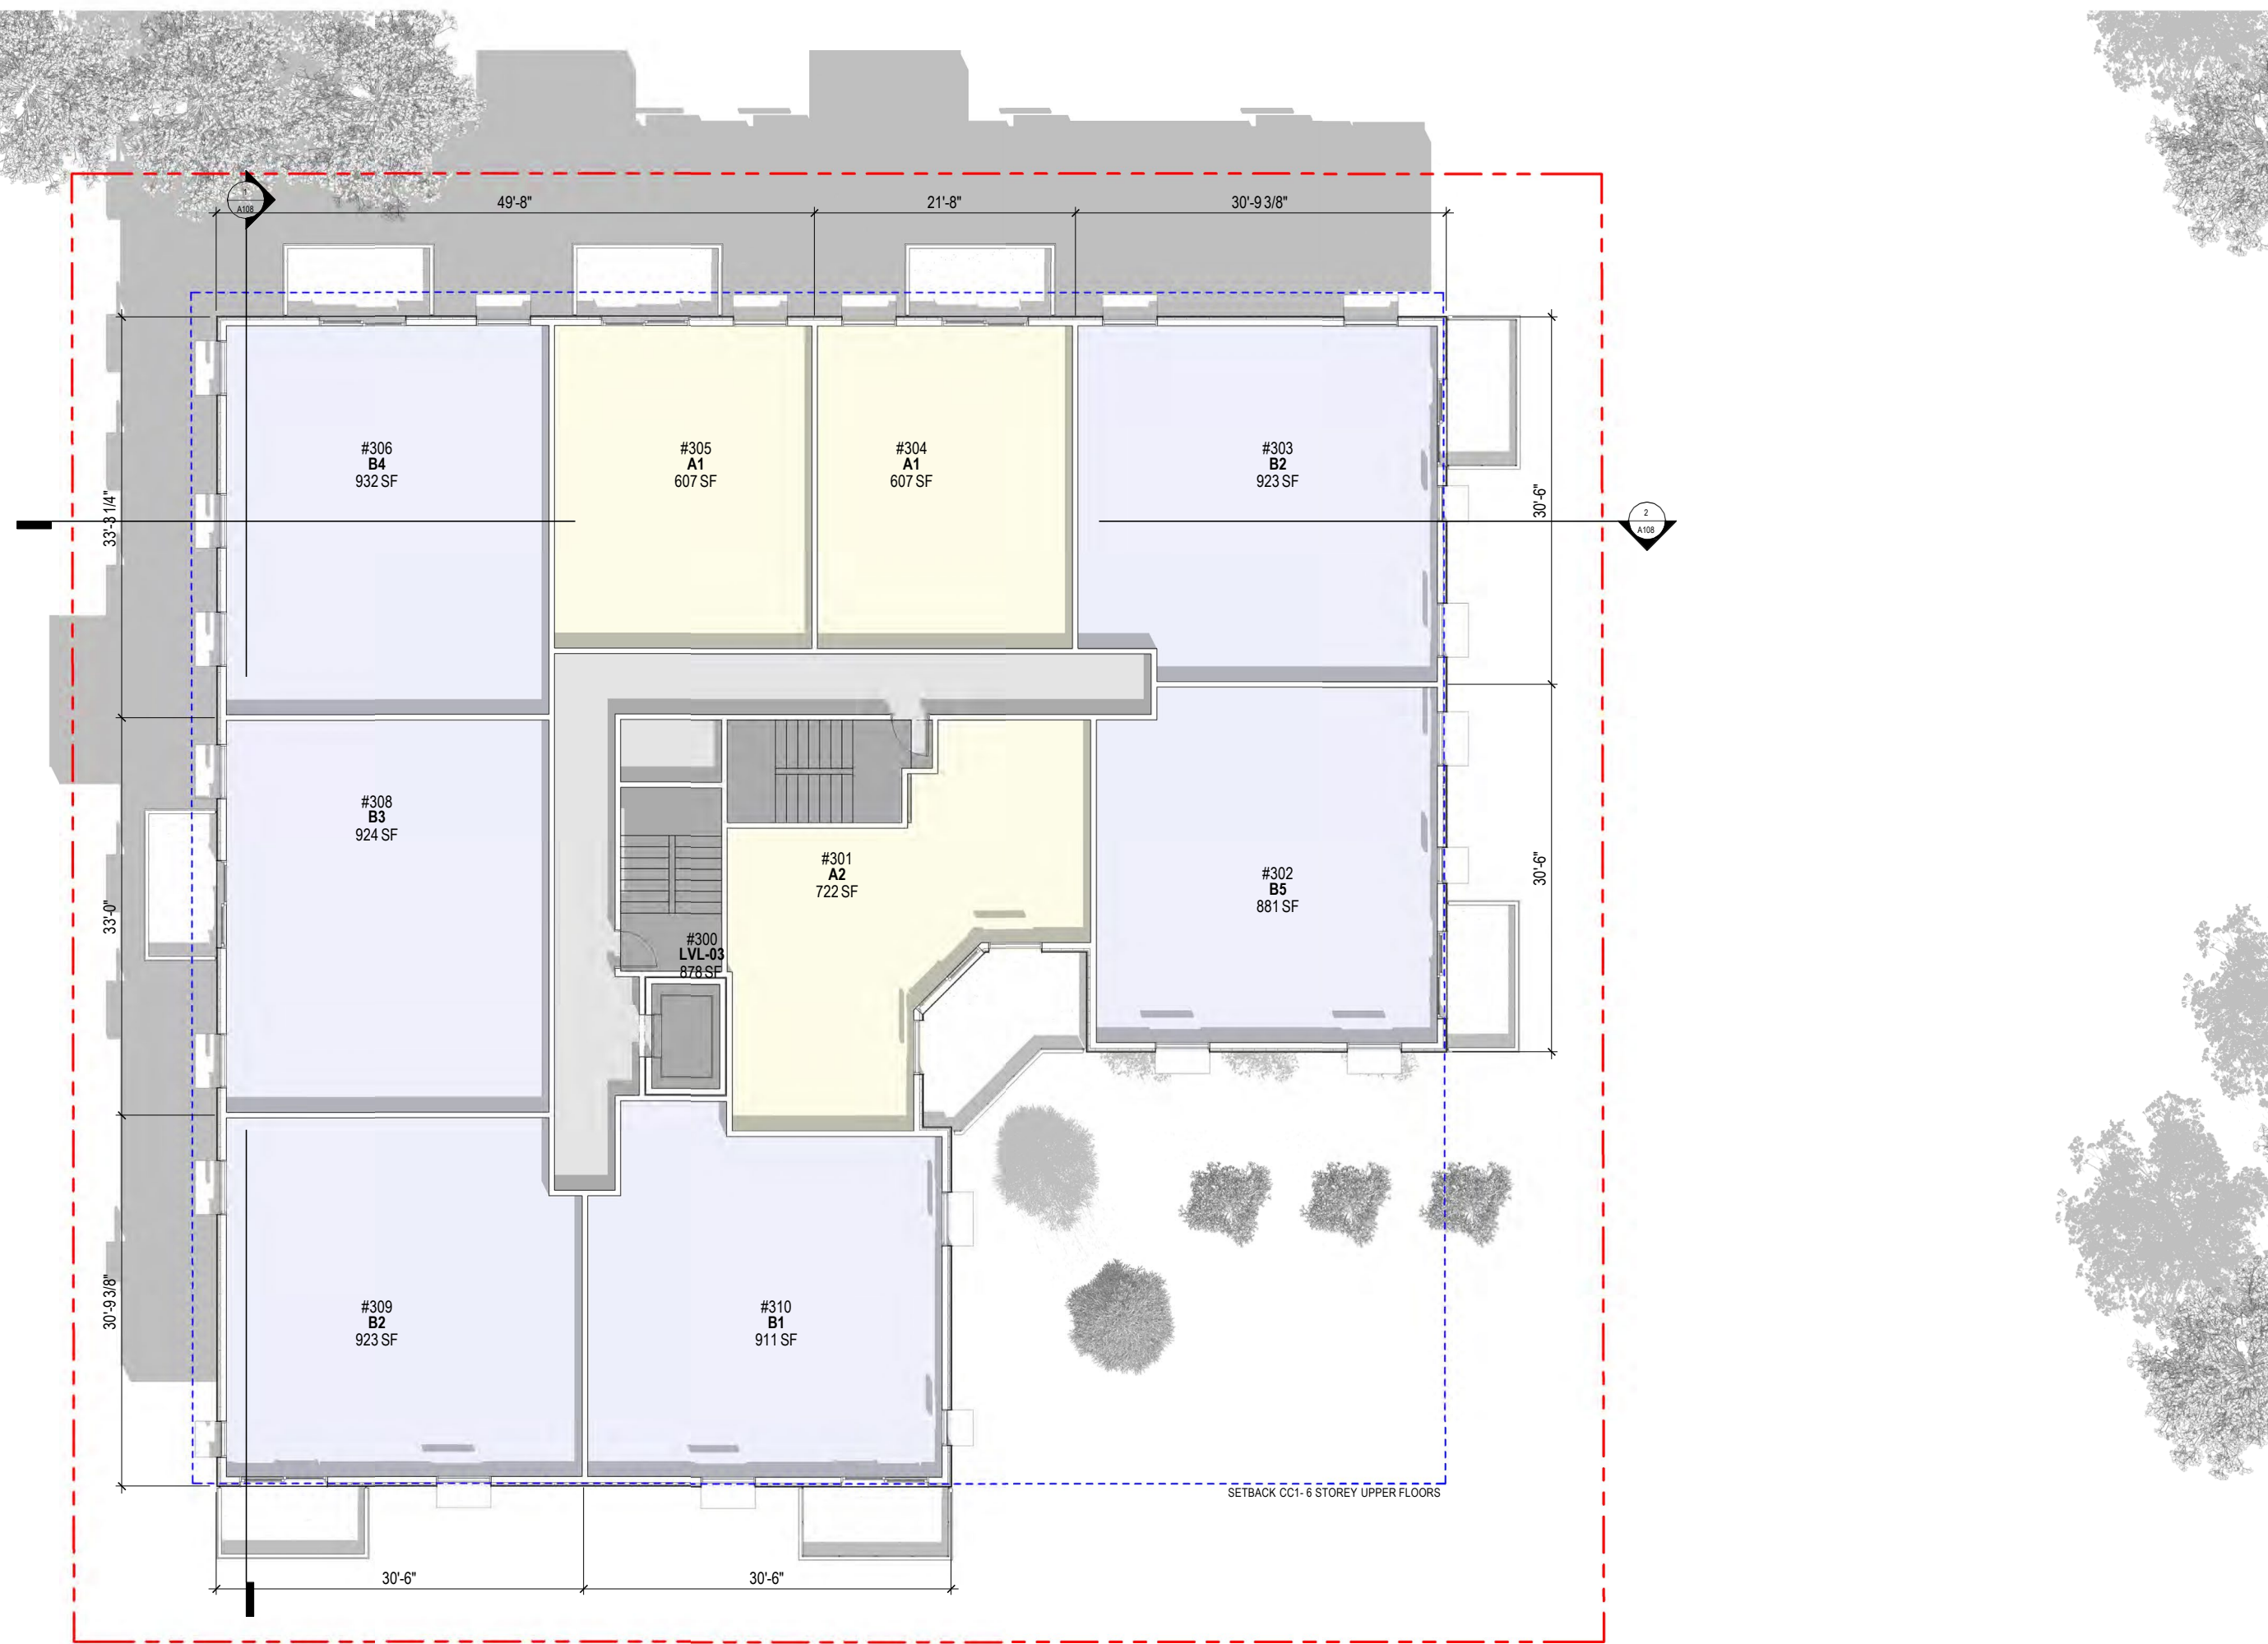 49'-8"
21'-8"
30'-9 3/8"
A108
#306
B4
932 SF
#305
A1
607 SF
#304
A1
607 SF
#303
B2
923 SF
33'-3 1/4"
30'-6"
2
A108
#308
B3
924 SF
#301
A2
722 SF
#302
B5
881 SF
33'-0"
30'-6"
#300
LVL-03
878 SF
#309
B2
923 SF
#310
B1
911 SF
30'-9 3/8"
SETBACK CC1- 6 STOREY UPPER FLOORS
30'-6"
30'-6"